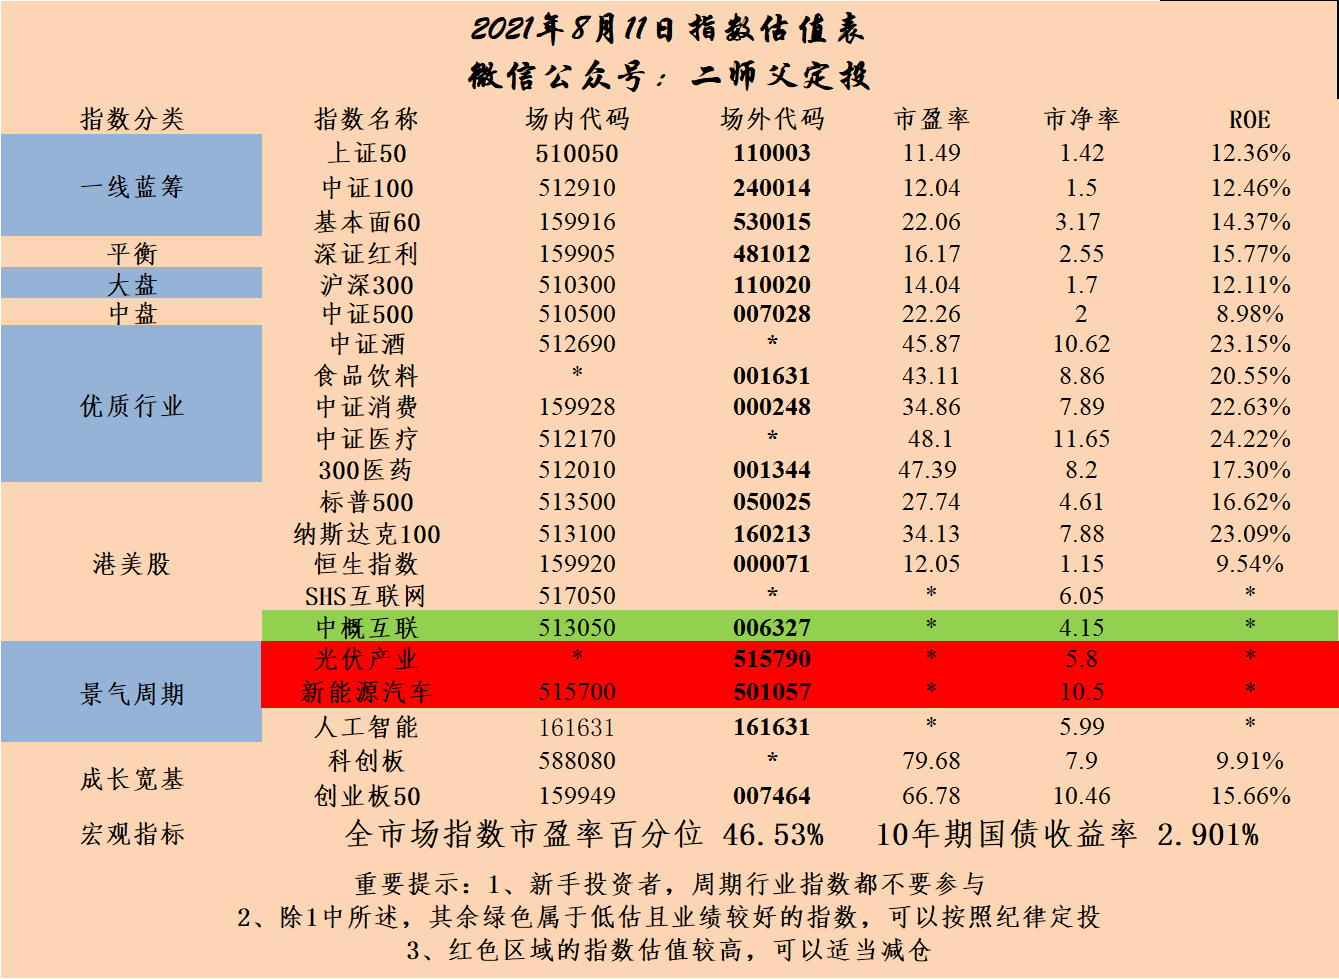 2021年8月11日指数估值表
微信公众号：二师父定投
指数分类 指数名称 场内代码 场外代码 市盈率 市净率 ROE
一线蓝筹 上证50 510050 110003 11.49 1.42 12.36%
中证100 512910 240014 12.04 1.5 12.46%
基本面60 159916 530015 22.06 3.17 14.37%
平衡 深证红利 159905 481012 16.17 2.55 15.77%
大盘 沪深300 510300 110020 14.04 1.7 12.11%
中盘 中证500 510500 007028 22.26 2 8.98%
优质行业 中证酒 512690 * 45.87 10.62 23.15%
食品饮料 * 001631 43.11 8.86 20.55%
中证消费 159928 000248 34.86 7.89 22.63%
中证医疗 512170 * 48.1 11.65 24.22%
300医药 512010 001344 47.39 8.2 17.30%
港美股 标普500 513500 050025 27.74 4.61 16.62%
纳斯达克100 513100 160213 34.13 7.88 23.09%
恒生指数 159920 000071 12.05 1.15 9.54%
SHS互联网 517050 * * 6.05 *
中概互联 513050 006327 * 4.15 *
景气周期 光伏产业 * 515790 * 5.8 *
新能源汽车 515700 501057 * 10.5 *
人工智能 161631 161631 * 5.99 *
成长宽基 科创板 588080 * 79.68 7.9 9.91%
创业板50 159949 007464 66.78 10.46 15.66%
宏观指标 全市场指数市盈率百分位 46.53% 10年期国债收益率 2.901%
重要提示：1、新手投资者，周期行业指数都不要参与
2、除1中所述，其余绿色属于低估且业绩较好的指数，可以按照纪律定投
3、红色区域的指数估值较高，可以适当减仓